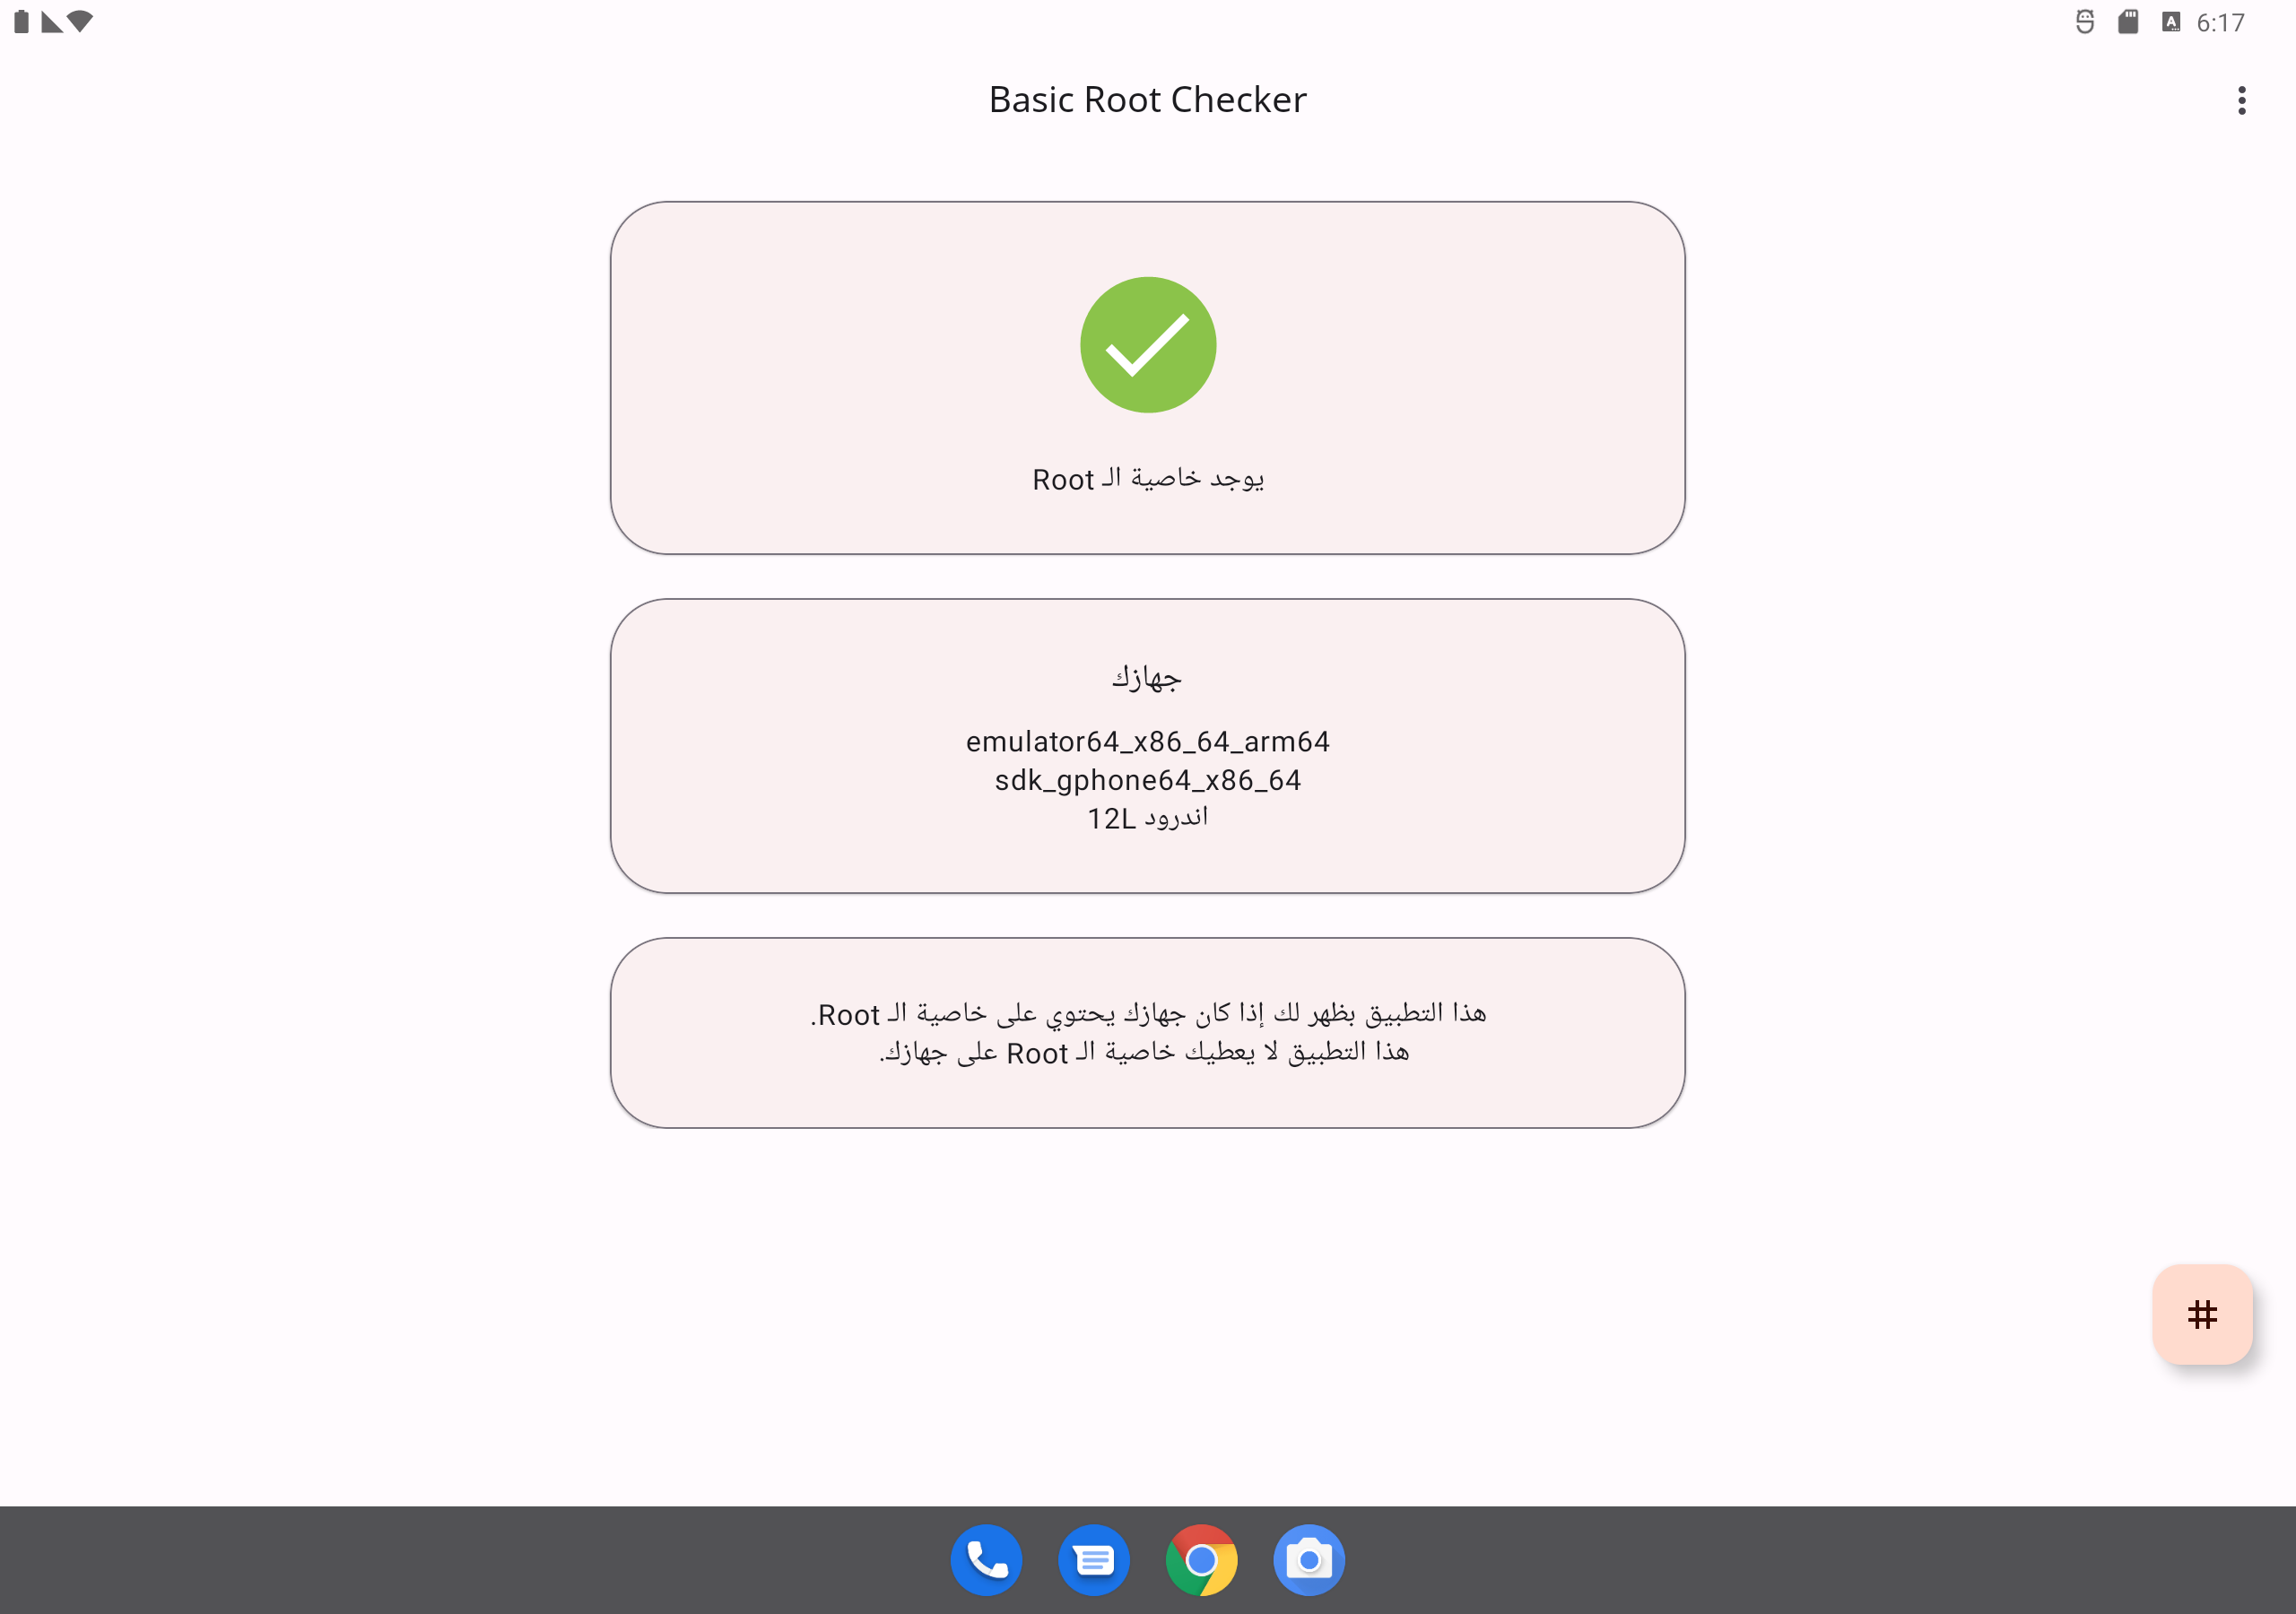 6:17
Basic Root Checker
يوجد خاصية الـ Root
جهازك
emulator64_x86_64_arm64
sdk_gphone64_x86_64
اندرود 12L
هذا التطبيق بظهر لك إذا كان جهازك يحتوي على خاصية الـ Root.
هذا التطبيق لا يعطيك خاصية الـ Root على جهازك.
#